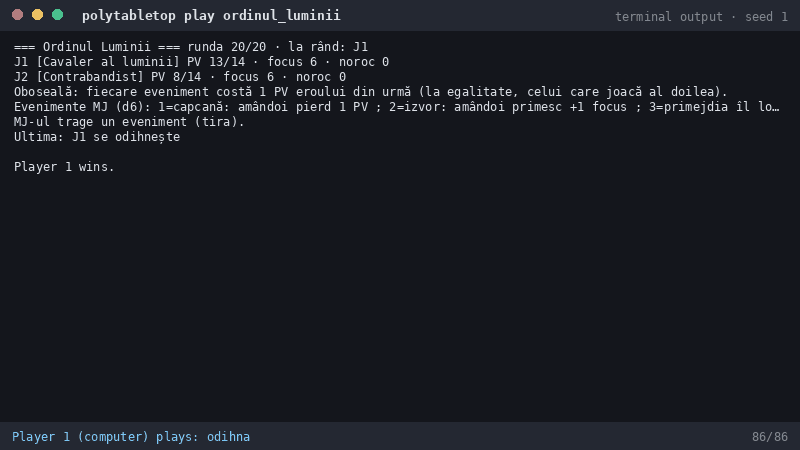 polytabletop play ordinul_luminii
terminal output · seed 1
=== Ordinul Luminii === runda 20/20 · la rând: J1
J1 [Cavaler al luminii] PV 13/14 · focus 6 · noroc 0
J2 [Contrabandist] PV 8/14 · focus 6 · noroc 0
Oboseală: fiecare eveniment costă 1 PV eroului din urmă (la egalitate, celui care joacă al doilea).
Evenimente MJ (d6): 1=capcană: amândoi pierd 1 PV ; 2=izvor: amândoi primesc +1 focus ; 3=primejdia îl lo…
MJ-ul trage un eveniment (tira).
Ultima: J1 se odihnește
Player 1 wins.
Player 1 (computer) plays: odihna
86/86